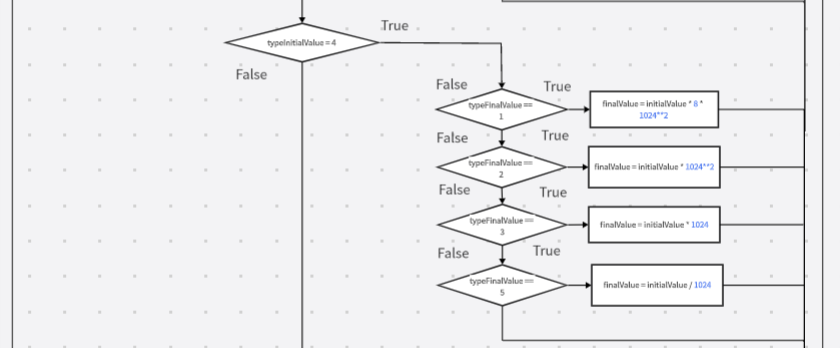 True
typeInitialValue = 4
False
False
True
typeFinalValue ==
1
finalValue = initialValue * 8 *
1024**2
False
True
typeFinalValue ==
2
finalValue = initialValue * 1024**2
False
True
typeFinalValue ==
3
finalValue = initialValue * 1024
False
True
typeFinalValue ==
5
finalValue = initialValue / 1024